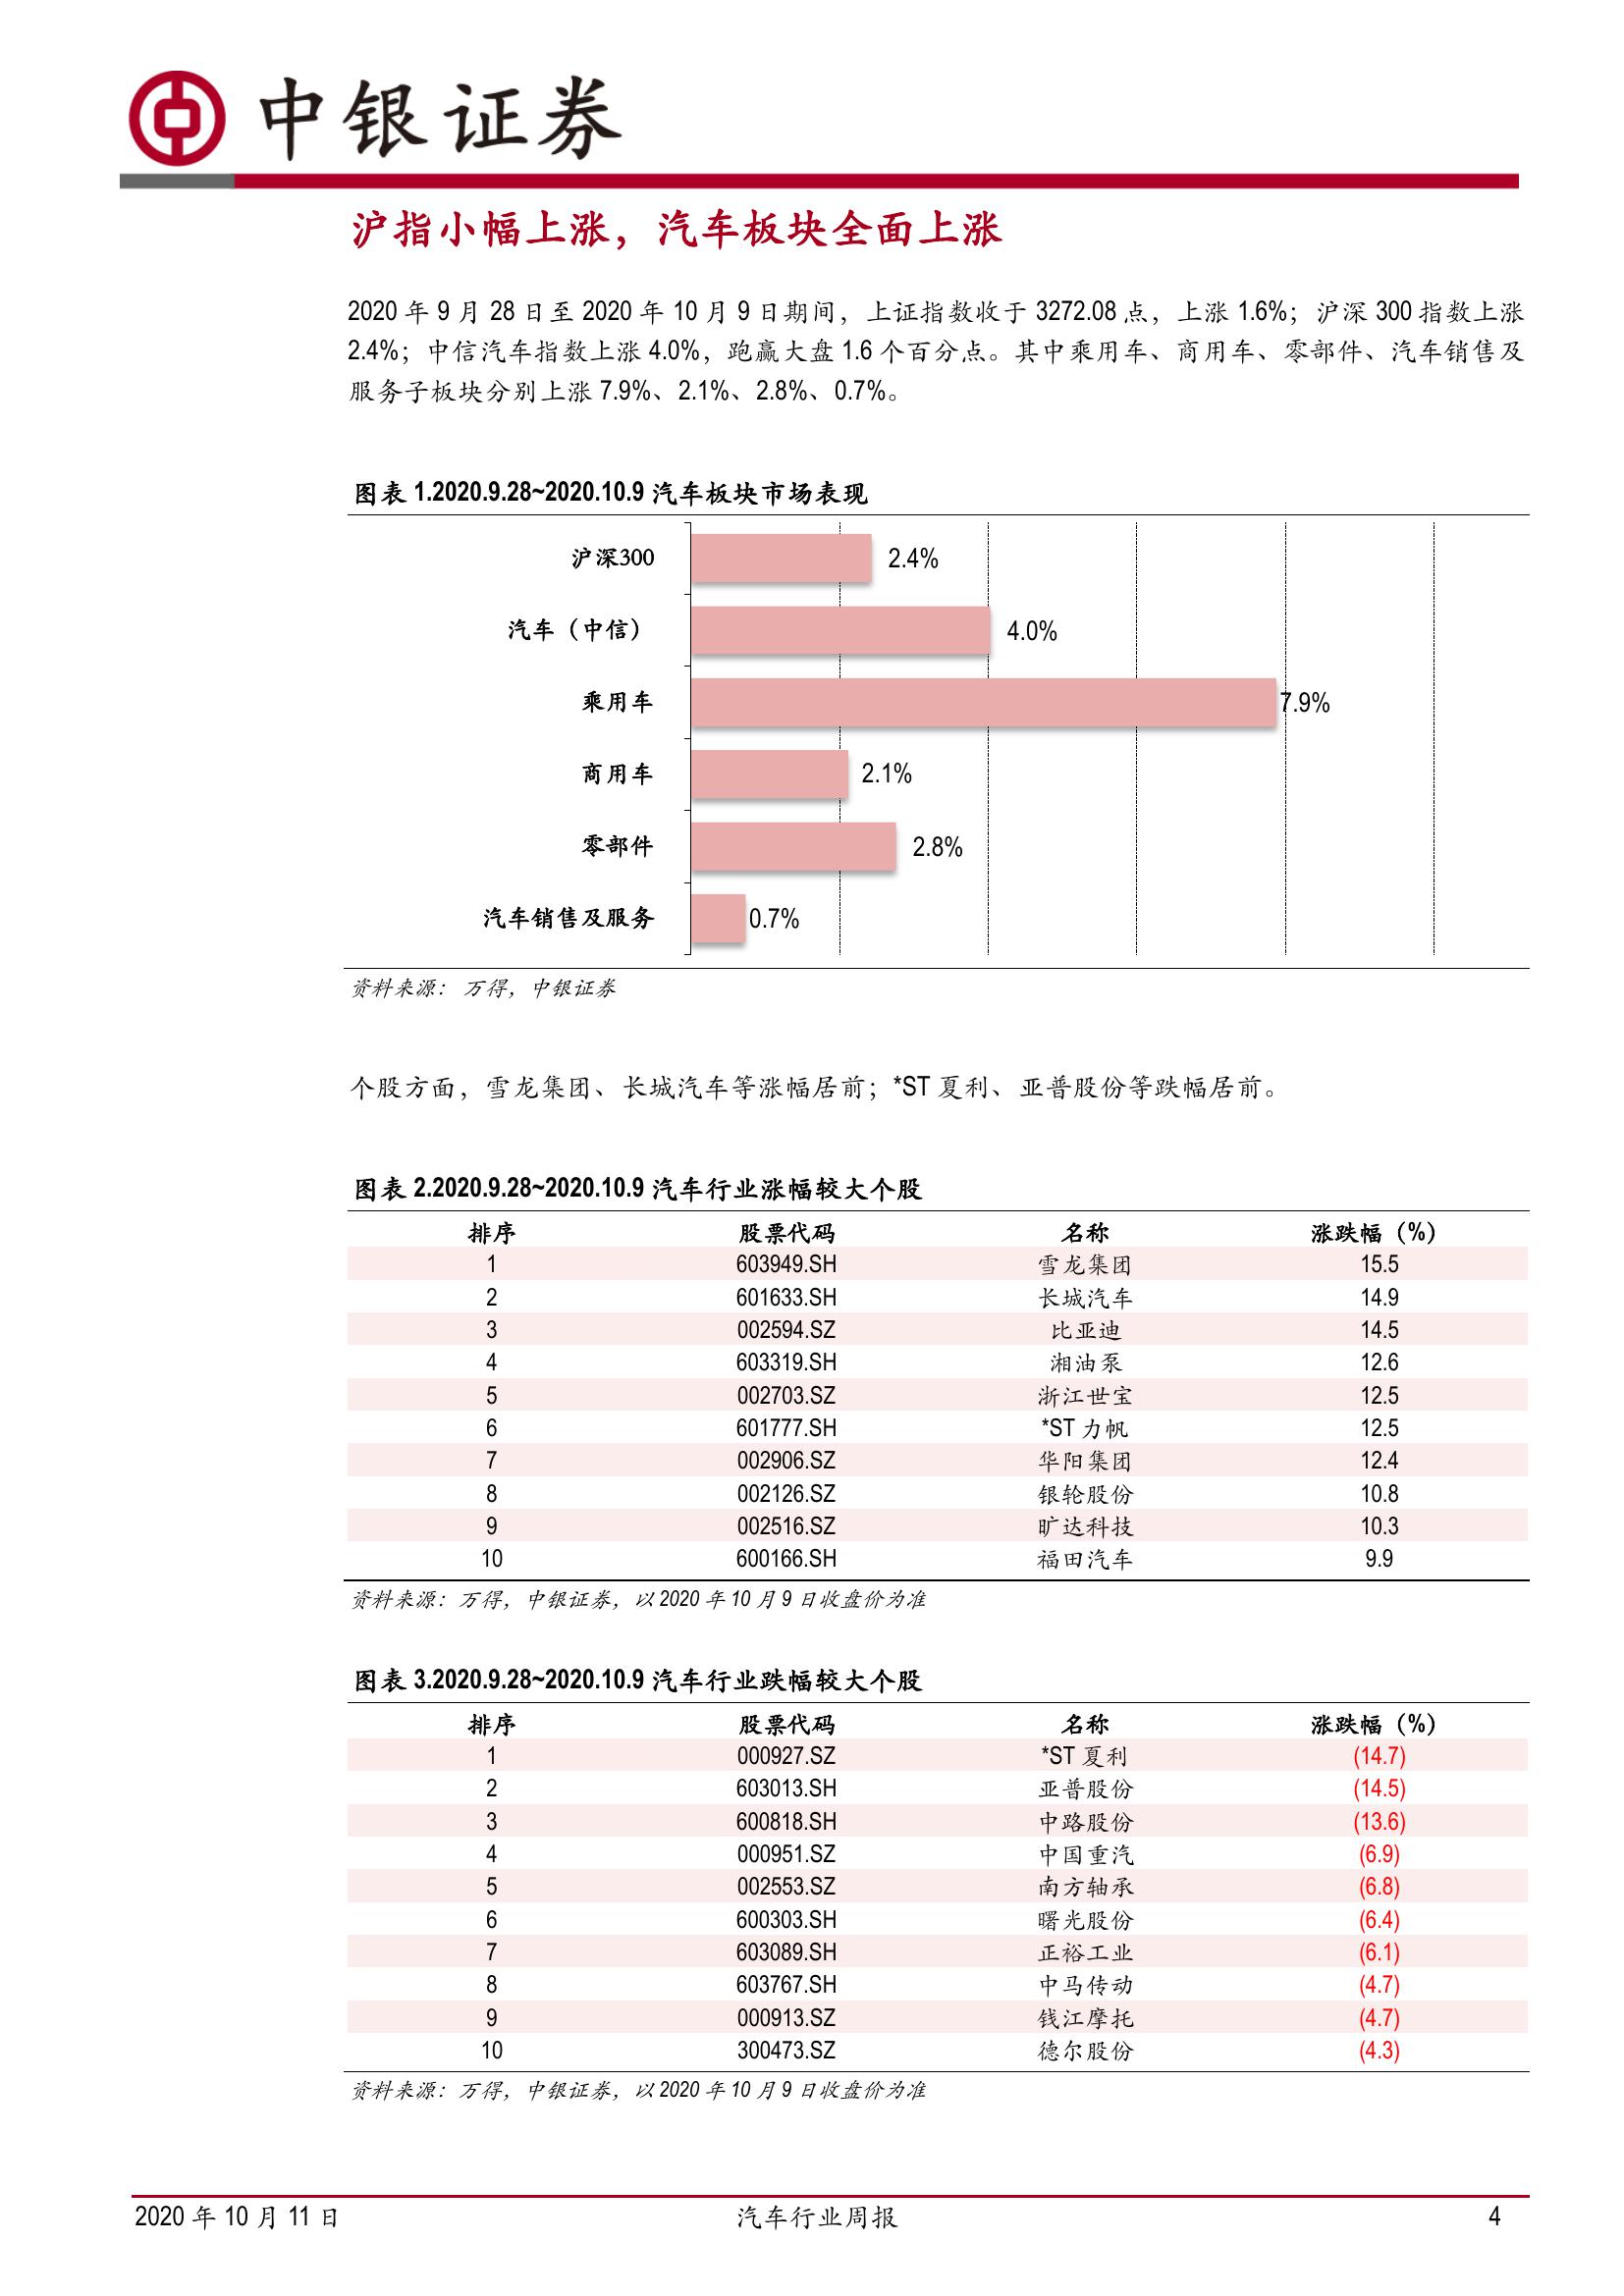 中银证券
沪指小幅上涨，汽车板块全面上涨
2020 年 9 月 28 日至 2020 年 10 月 9 日期间，上证指数收于 3272.08 点，上涨 1.6%；沪深 300 指数上涨
2.4%；中信汽车指数上涨 4.0%，跑赢大盘 1.6 个百分点。其中乘用车、商用车、零部件、汽车销售及
服务子板块分别上涨 7.9%、2.1%、2.8%、0.7%。
图表 1.2020.9.28~2020.10.9 汽车板块市场表现
沪深300 2.4%
汽车（中信） 4.0%
乘用车 7.9%
商用车 2.1%
零部件 2.8%
汽车销售及服务 0.7%
资料来源： 万得，中银证券
个股方面，雪龙集团、长城汽车等涨幅居前；*ST 夏利、亚普股份等跌幅居前。
图表 2.2020.9.28~2020.10.9 汽车行业涨幅较大个股
排序 股票代码 名称 涨跌幅（%）
1 603949.SH 雪龙集团 15.5
2 601633.SH 长城汽车 14.9
3 002594.SZ 比亚迪 14.5
4 603319.SH 湘油泵 12.6
5 002703.SZ 浙江世宝 12.5
6 601777.SH *ST 力帆 12.5
7 002906.SZ 华阳集团 12.4
8 002126.SZ 银轮股份 10.8
9 002516.SZ 旷达科技 10.3
10 600166.SH 福田汽车 9.9
资料来源：万得，中银证券，以 2020 年 10 月 9 日收盘价为准
图表 3.2020.9.28~2020.10.9 汽车行业跌幅较大个股
排序 股票代码 名称 涨跌幅（%）
1 000927.SZ *ST 夏利 (14.7)
2 603013.SH 亚普股份 (14.5)
3 600818.SH 中路股份 (13.6)
4 000951.SZ 中国重汽 (6.9)
5 002553.SZ 南方轴承 (6.8)
6 600303.SH 曙光股份 (6.4)
7 603089.SH 正裕工业 (6.1)
8 603767.SH 中马传动 (4.7)
9 000913.SZ 钱江摩托 (4.7)
10 300473.SZ 德尔股份 (4.3)
资料来源：万得，中银证券，以 2020 年 10 月 9 日收盘价为准
2020 年 10 月 11 日 汽车行业周报 4